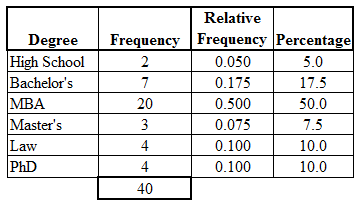 Relative
Degree Frequency Frequency Percentage
High School 2 0.050 5.0
Bachelor's 7 0.175 17.5
MBA 20 0.500 50.0
Master's 3 0.075 7.5
Law 4 0.100 10.0
PhD 4 0.100 10.0
40